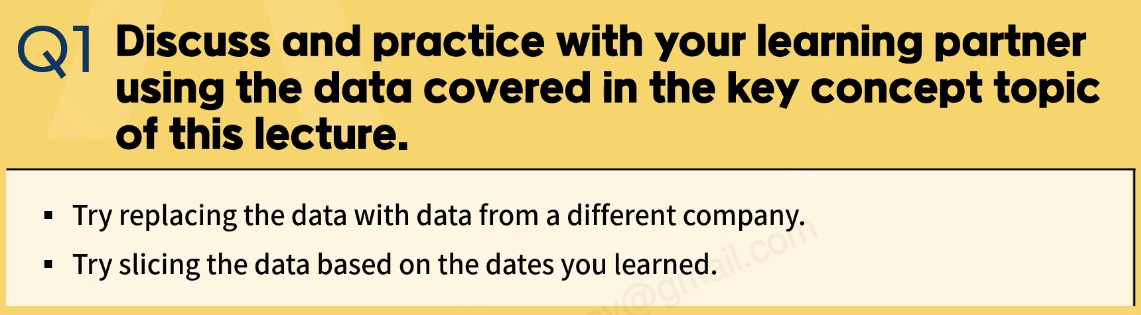 Q1 Discuss and practice with your learning partner
using the data covered in the key concept topic
of this lecture.
▪ Try replacing the data with data from a different company.
▪ Try slicing the data based on the dates you learned.
@gmail.com